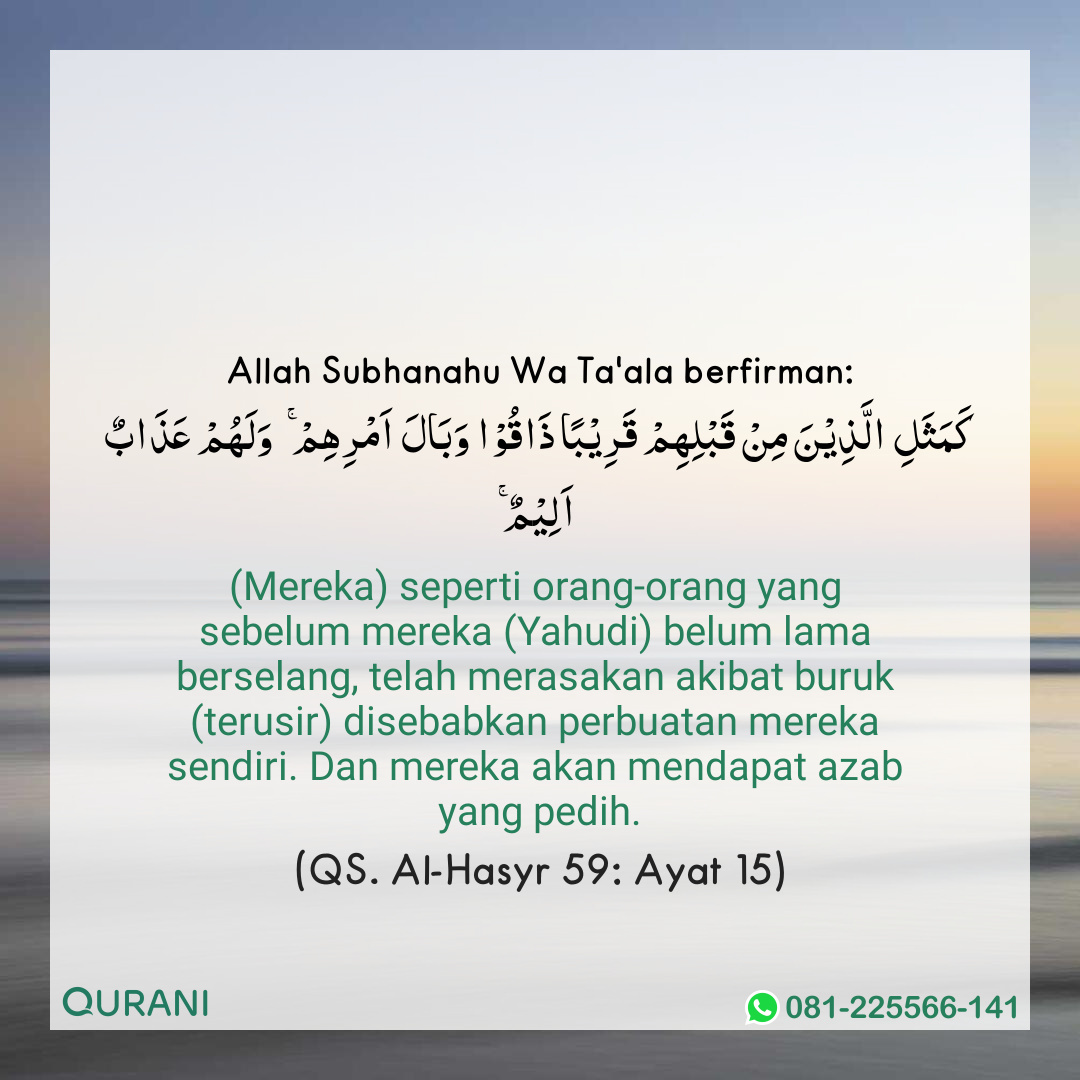 Allah Subhanahu Wa Ta'ala berfirman:
كَمَثَلِ الَّذِيْنَ مِنْ قَبْلِهِمْ قَرِيْبًا ذَاقُوْا وَبَالَ اَمْرِهِمْ ۚ وَلَهُمْ عَذَابٌ
اَلِيْمٌ ۚ
(Mereka) seperti orang-orang yang
sebelum mereka (Yahudi) belum lama
berselang, telah merasakan akibat buruk
(terusir) disebabkan perbuatan mereka
sendiri. Dan mereka akan mendapat azab
yang pedih.
(QS. Al-Hasyr 59: Ayat 15)
QURANI
081-225566-141